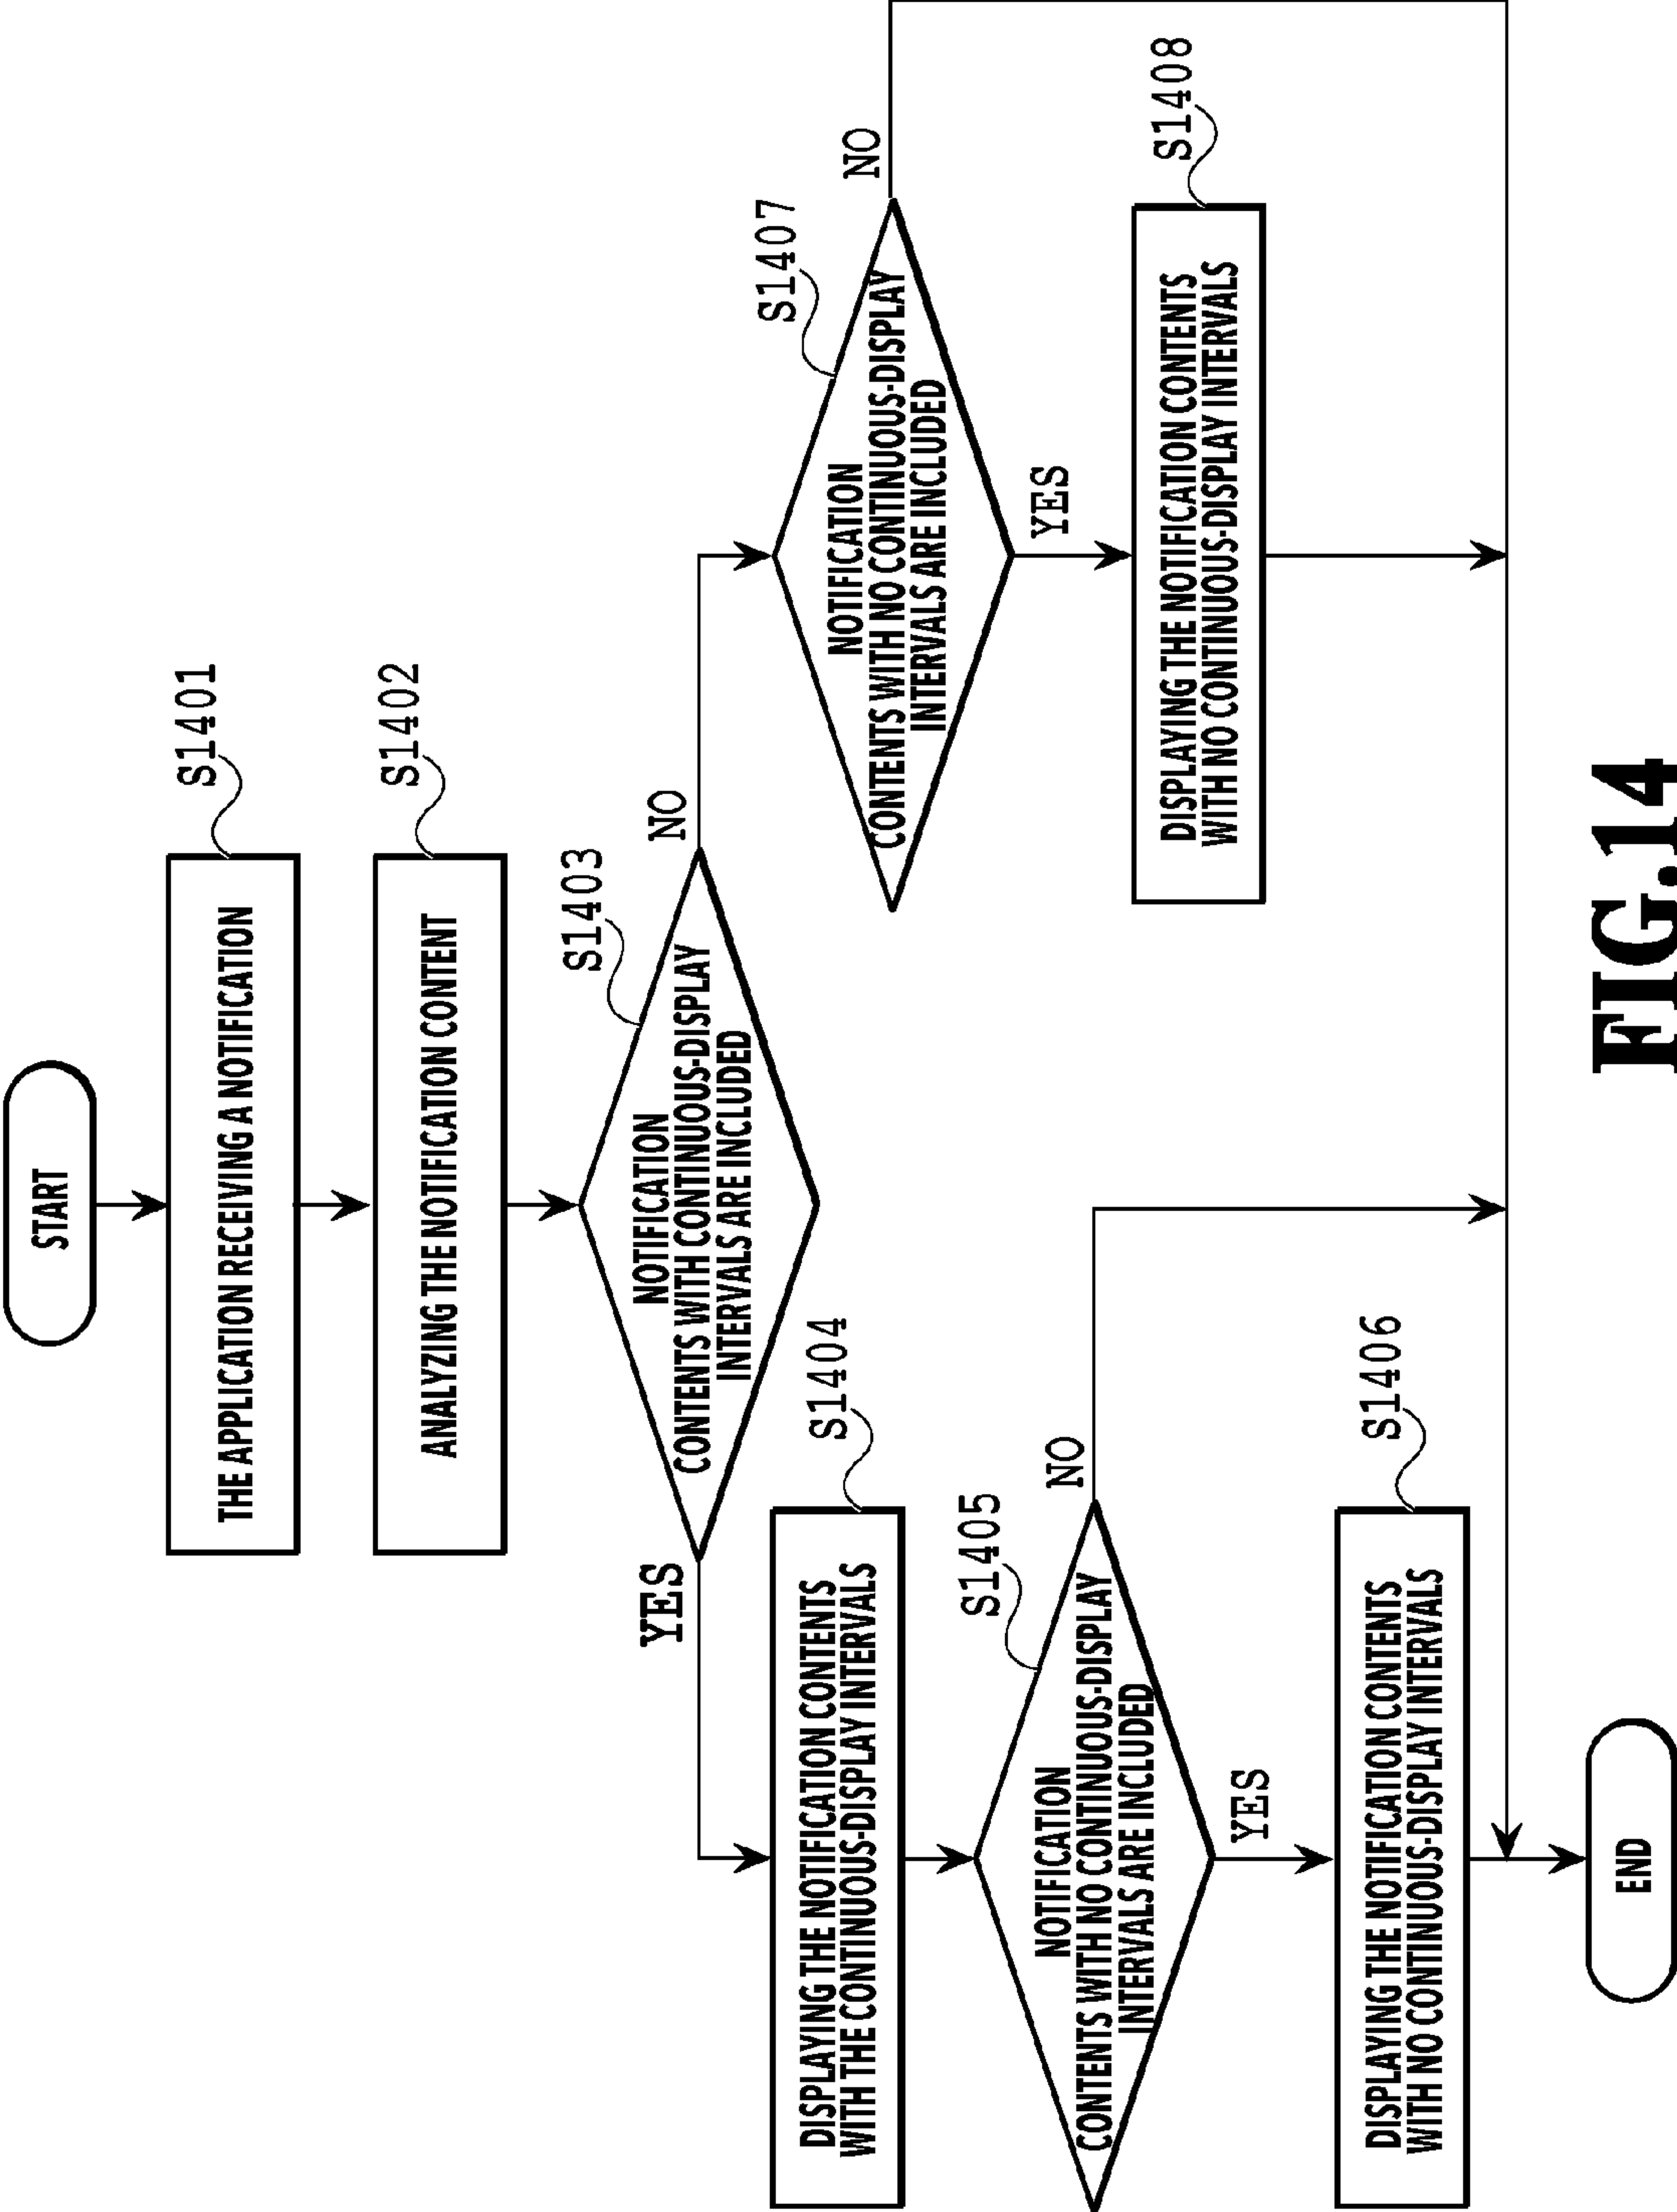 START
S1401
THE APPLICATION RECEIVING A NOTIFICATION
S1402
ANALYZING THE NOTIFICATION CONTENT
S1403
NOTIFICATION
CONTENTS WITH CONTINUOUS-DISPLAY
INTERVALS ARE INCLUDED
YES
NO
S1404
DISPLAYING THE NOTIFICATION CONTENTS
WITH THE CONTINUOUS-DISPLAY INTERVALS
S1405
NOTIFICATION
CONTENTS WITH NO CONTINUOUS-DISPLAY
INTERVALS ARE INCLUDED
NO
YES
S1406
DISPLAYING THE NOTIFICATION CONTENTS
WITH NO CONTINUOUS-DISPLAY INTERVALS
S1407
NOTIFICATION
CONTENTS WITH NO CONTINUOUS-DISPLAY
INTERVALS ARE INCLUDED
NO
YES
S1408
DISPLAYING THE NOTIFICATION CONTENTS
WITH NO CONTINUOUS-DISPLAY INTERVALS
END
FIG.14